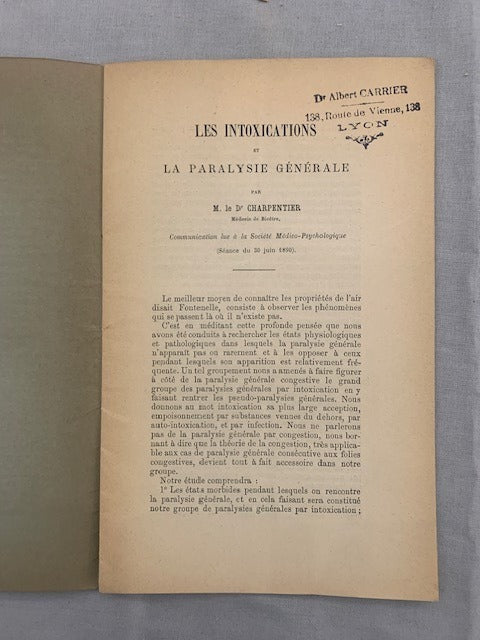 Dr Albert CARRIER
138, Route de Vienne, 138
LYON
LES INTOXICATIONS
ET
LA PARALYSIE GÉNÉRALE
PAR
M. le Dr CHARPENTIER
Médecin de Bicêtre,
Communication lue à la Société Médico-Psychologique
(Séance du 30 juin 1890).
Le meilleur moyen de connaître les propriétés de l'air
disait Fontenelle, consiste à observer les phénomènes
qui se passent là où il n'existe pas.
C'est en méditant cette profonde pensée que nous
avons été conduits à rechercher les états physiologiques
et pathologiques dans lesquels la paralysie générale
n'apparaît pas ou rarement et à les opposer à ceux
pendant lesquels son apparition est relativement fré-
quente. Un tel groupement nous a amenés à faire figurer
à côté de la paralysie générale congestive le grand
groupe des paralysies générales par intoxication en y
faisant rentrer les pseudo-paralysies générales. Nous
donnons au mot intoxication sa plus large acception,
empoisonnement par substances venues du dehors, par
auto-intoxication, et par infection. Nous ne parlerons
pas de la paralysie générale par congestion, nous bor-
nant à dire que la théorie de la congestion, très applica-
ble aux cas de paralysie générale consécutive aux folies
congestives, devient tout à fait accessoire dans notre
groupe.
Notre étude comprendra :
1° Les états morbides pendant lesquels on rencontre
la paralysie générale, et en cela faisant sera constitué
notre groupe de paralysies générales par intoxication ;